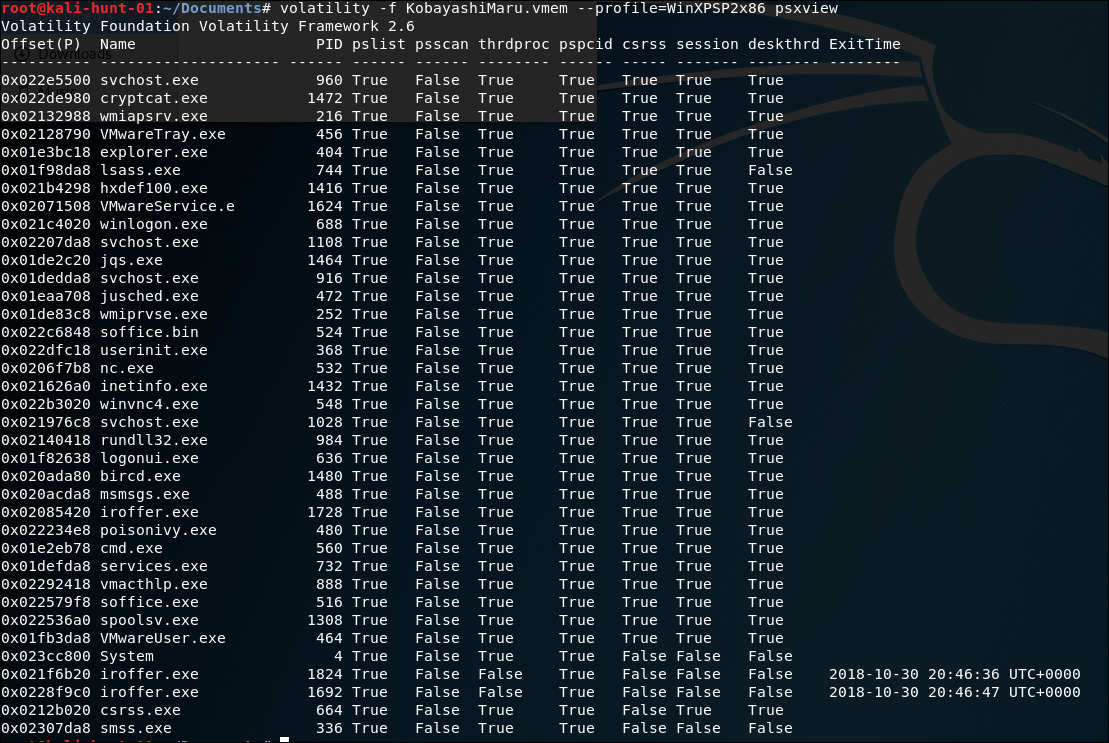 root@kali-hunt-01:~/Documents# volatility -f KobayashiMaru.vmem --profile=WinXPSP2x86 psxview
Volatility Foundation Volatility Framework 2.6
Offset(P)  Name                    PID pslist psscan thrdproc pspcid csrss session deskthrd ExitTime
Downloads
---------- -------------------- ------ ------ ------ -------- ------ ----- ------- -------- --------
0x022e5500 svchost.exe             960 True   False  True     True   True  True    True
0x022de980 cryptcat.exe           1472 True   False  True     True   True  True    True
0x02132988 wmiapsrv.exe            216 True   False  True     True   True  True    True
0x02128790 VMwareTray.exe          456 True   False  True     True   True  True    True
0x01e3bc18 explorer.exe            404 True   False  True     True   True  True    True
0x01f98da8 lsass.exe               744 True   False  True     True   True  True    False
0x021b4298 hxdef100.exe           1416 True   False  True     True   True  True    True
0x02071508 VMwareService.e        1624 True   False  True     True   True  True    True
0x021c4020 winlogon.exe            688 True   False  True     True   True  True    True
0x02207da8 svchost.exe            1108 True   False  True     True   True  True    True
0x01de2c20 jqs.exe                1464 True   False  True     True   True  True    True
0x01dedda8 svchost.exe             916 True   False  True     True   True  True    True
0x01eaa708 jusched.exe             472 True   False  True     True   True  True    True
0x01de83c8 wmiprvse.exe            252 True   False  True     True   True  True    True
0x022c6848 soffice.bin             524 True   False  True     True   True  True    True
0x022dfc18 userinit.exe            368 True   False  True     True   True  True    True
0x0206f7b8 nc.exe                  532 True   False  True     True   True  True    True
0x021626a0 inetinfo.exe           1432 True   False  True     True   True  True    True
0x022b3020 winvnc4.exe             548 True   False  True     True   True  True    True
0x021976c8 svchost.exe            1028 True   False  True     True   True  True    False
0x02140418 rundll32.exe            984 True   False  True     True   True  True    True
0x01f82638 logonui.exe             636 True   False  True     True   True  True    True
0x020ada80 bircd.exe              1480 True   False  True     True   True  True    True
0x020acda8 msmsgs.exe              488 True   False  True     True   True  True    True
0x02085420 iroffer.exe            1728 True   False  True     True   True  True    True
0x022234e8 poisonivy.exe           480 True   False  True     True   True  True    True
0x01e2eb78 cmd.exe                 560 True   False  True     True   True  True    True
0x01defda8 services.exe            732 True   False  True     True   True  True    True
0x02292418 vmacthlp.exe            888 True   False  True     True   True  True    True
0x022579f8 soffice.exe             516 True   False  True     True   True  True    True
0x022536a0 spoolsv.exe            1308 True   False  True     True   True  True    True
0x01fb3da8 VMwareUser.exe          464 True   False  True     True   True  True    True
0x023cc800 System                    4 True   False  True     True   False False   False
0x021f6b20 iroffer.exe            1824 True   False  False    True   False False   False    2018-10-30 20:46:36 UTC+0000
0x0228f9c0 iroffer.exe            1692 True   False  False    True   False False   False    2018-10-30 20:46:47 UTC+0000
0x0212b020 csrss.exe               664 True   False  True     True   False True    True
0x02307da8 smss.exe                336 True   False  True     True   False False   False